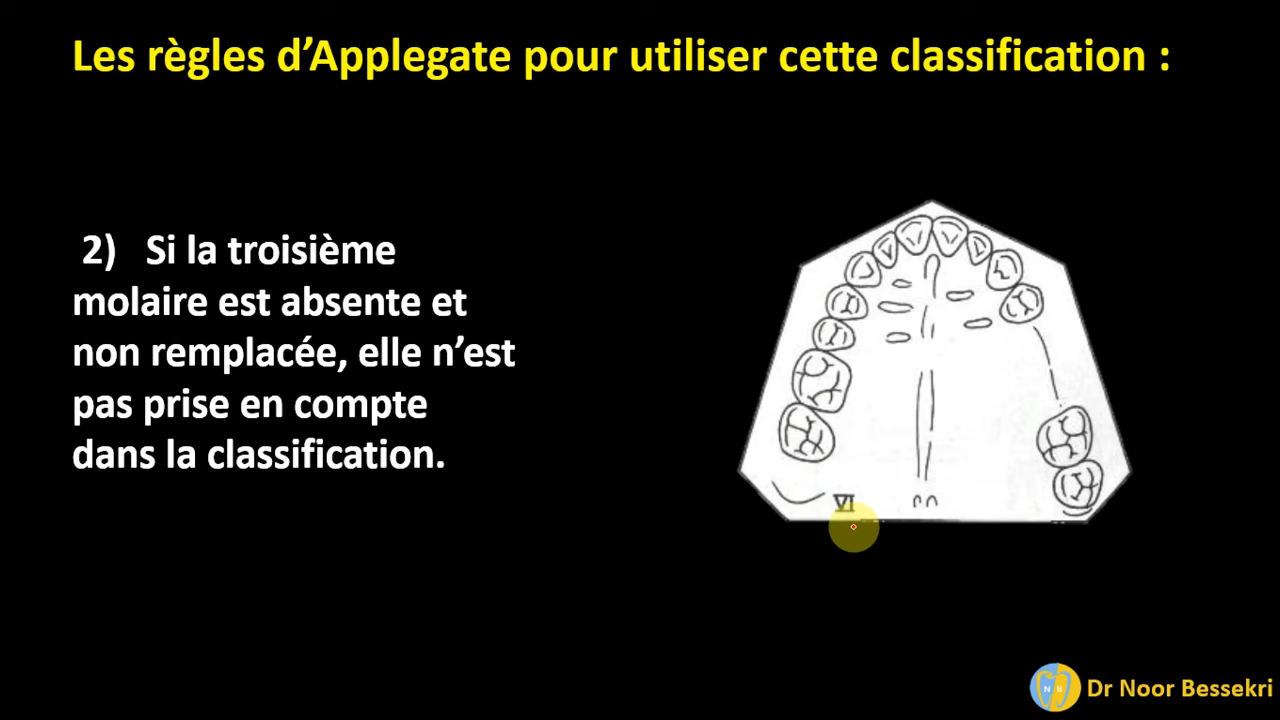 Les règles d’Applegate pour utiliser cette classification :
2) Si la troisième
molaire est absente et
non remplacée, elle n’est
pas prise en compte
dans la classification.
VI
N B
Dr Noor Bessekri